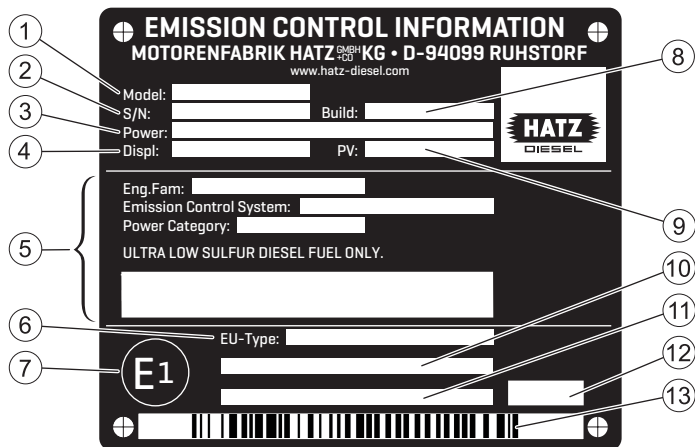 EMISSION CONTROL INFORMATION
MOTORENFABRIK HATZ GMBH +CO KG • D-94099 RUHSTORF
www.hatz-diesel.com
1
Model:
2
S/N: Build:
8
3
Power:
4
Displ: PV:
9
HATZ
DIESEL
5
Eng.Fam:
Emission Control System:
Power Category:
ULTRA LOW SULFUR DIESEL FUEL ONLY.
6
EU-Type:
10
7
E1
11
12
13